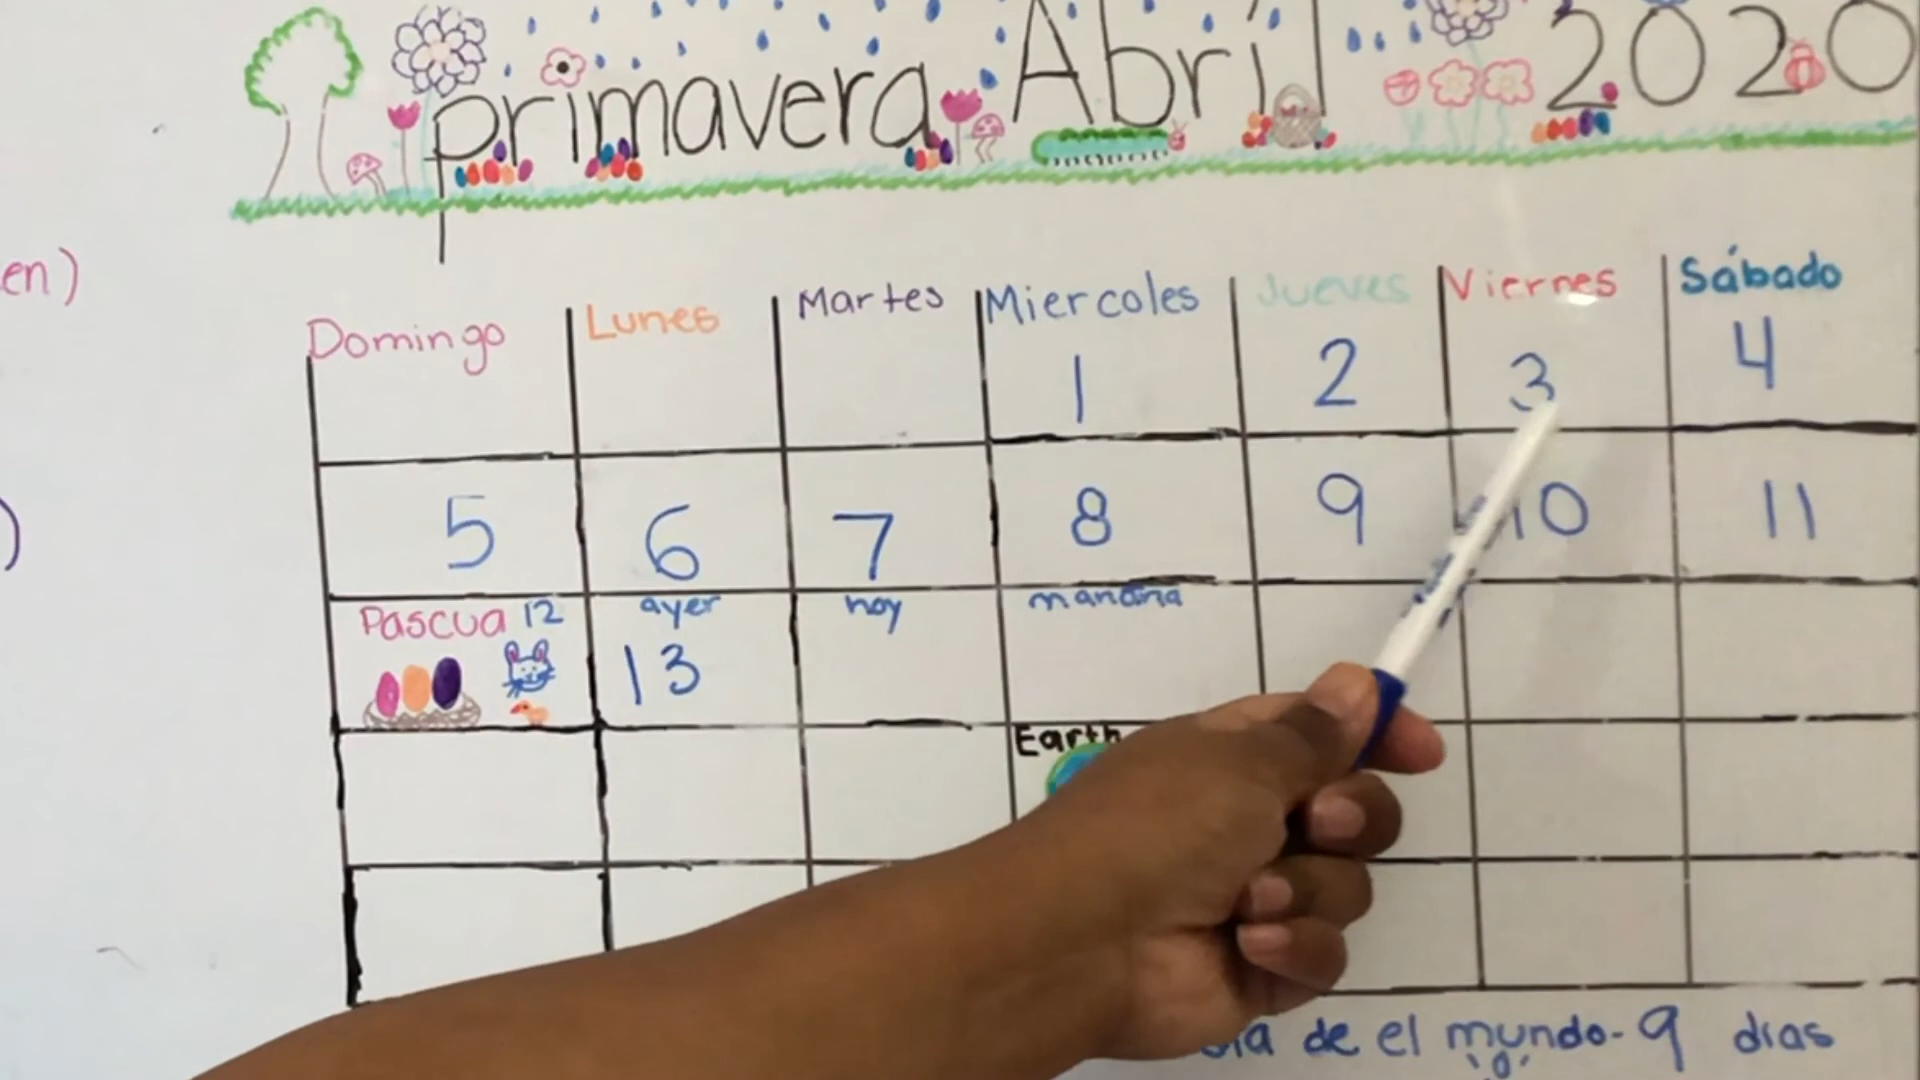 primavera Abril 2020
en)
Domingo Lunes Martes Miercoles Jueves Viernes Sábado
1 2 3 4
5 6 7 8 9 10 11
)
Pascua 12 ayer hoy manana
13
Earth
de el mundo-9 dias